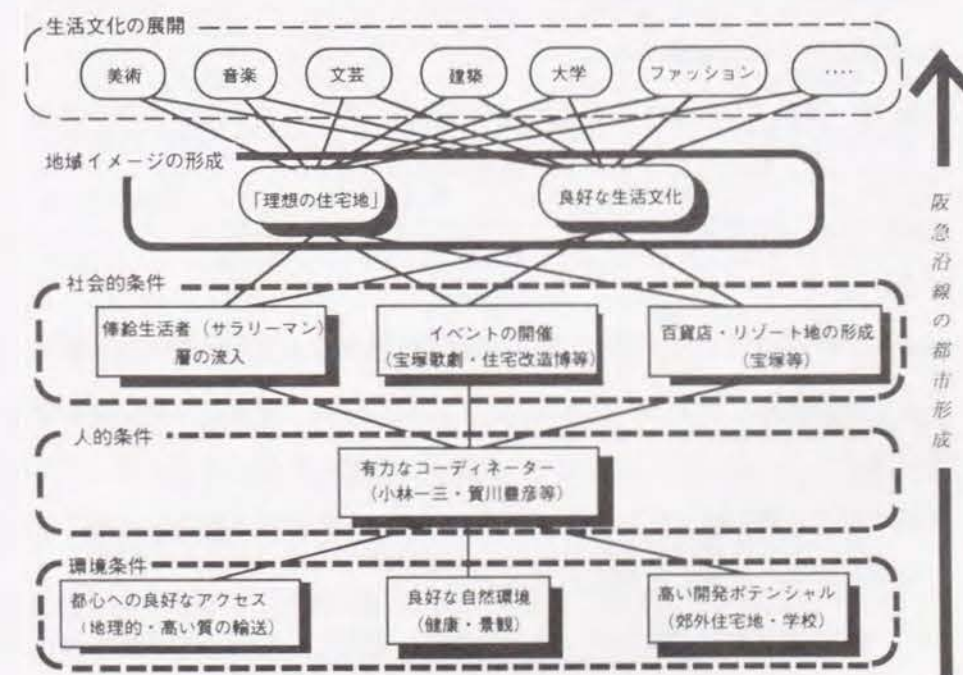 生活文化の展開
美術
音楽
文芸
建築
大学
ファッション
‥‥
地域イメージの形成
「理想の住宅地」
良好な生活文化
社会的条件
俸給生活者（サラリーマン）
層の流入
イベントの開催
（宝塚歌劇・住宅改造博等）
百貨店・リゾート地の形成
（宝塚等）
人的条件
有力なコーディネーター
（小林一三・賀川豊彦等）
環境条件
都心への良好なアクセス
（地理的・高い質の輸送）
良好な自然環境
（健康・景観）
高い開発ポテンシャル
（郊外住宅地・学校）
阪急沿線の都市形成